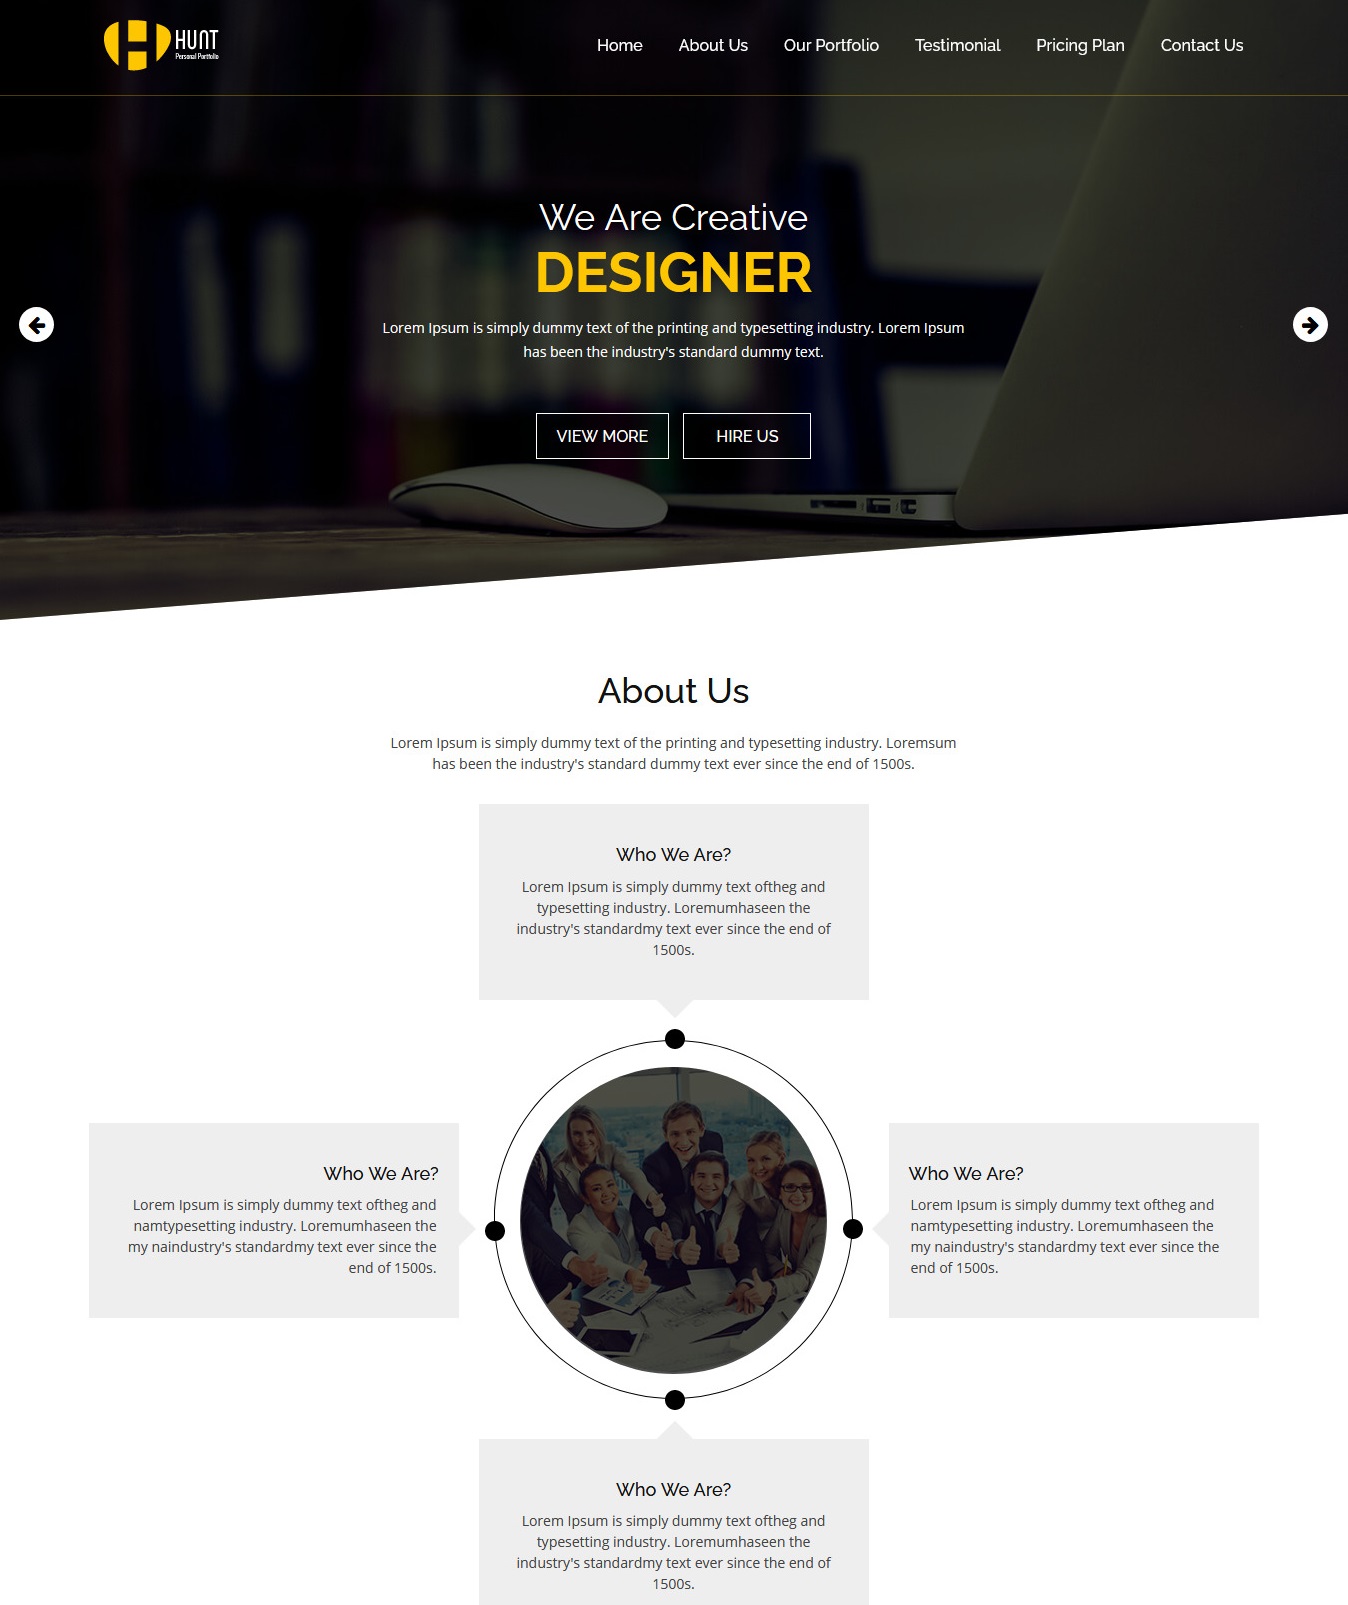 HUNT
Personal Portfolio
Home About Us Our Portfolio Testimonial Pricing Plan Contact Us
We Are Creative
DESIGNER
Lorem Ipsum is simply dummy text of the printing and typesetting industry. Lorem Ipsum
has been the industry's standard dummy text.
VIEW MORE HIRE US
About Us
Lorem Ipsum is simply dummy text of the printing and typesetting industry. Loremsum
has been the industry's standard dummy text ever since the end of 1500s.
Who We Are?
Lorem Ipsum is simply dummy text oftheg and
typesetting industry. Loremumhaseen the
industry's standardmy text ever since the end of
1500s.
Who We Are?
Lorem Ipsum is simply dummy text oftheg and
namtypesetting industry. Loremumhaseen the
my naindustry's standardmy text ever since the
end of 1500s.
Who We Are?
Lorem Ipsum is simply dummy text oftheg and
namtypesetting industry. Loremumhaseen the
my naindustry's standardmy text ever since the
end of 1500s.
Who We Are?
Lorem Ipsum is simply dummy text oftheg and
typesetting industry. Loremumhaseen the
industry's standardmy text ever since the end of
1500s.